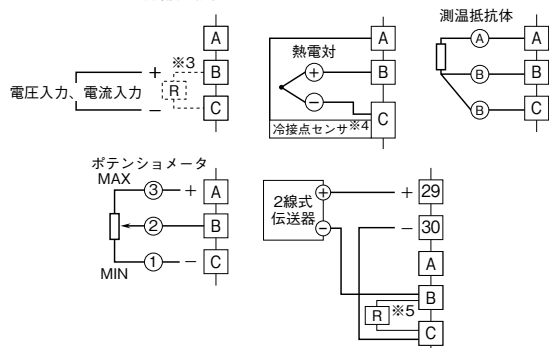 測温抵抗体
A
A
B
B
B
C
熱電対
A
+
B
−
C
冷接点センサ※4
A
※3
+
B
電圧入力、電流入力
R
−
C
ポテンショメータ
MAX
3 + A
2 B
1 − C
MIN
2線式
伝送器
+
−
+ 29
− 30
A
B
R ※5
C